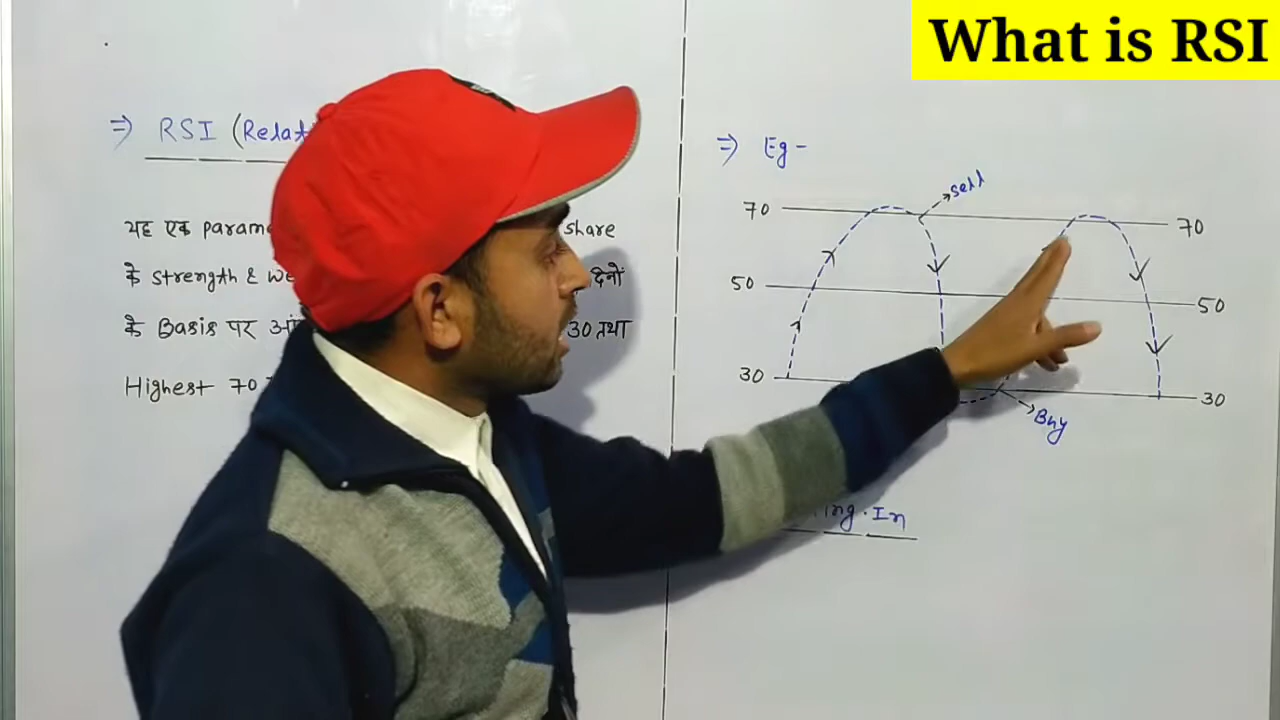 What is RSI
⇒ RSI (Relat
यह एक param share
के strength & we दिनों
के Basis पर 30 तथा
Highest 70
⇒ Eg-
sell
70 70
50 50
30 30
Buy
ing.In